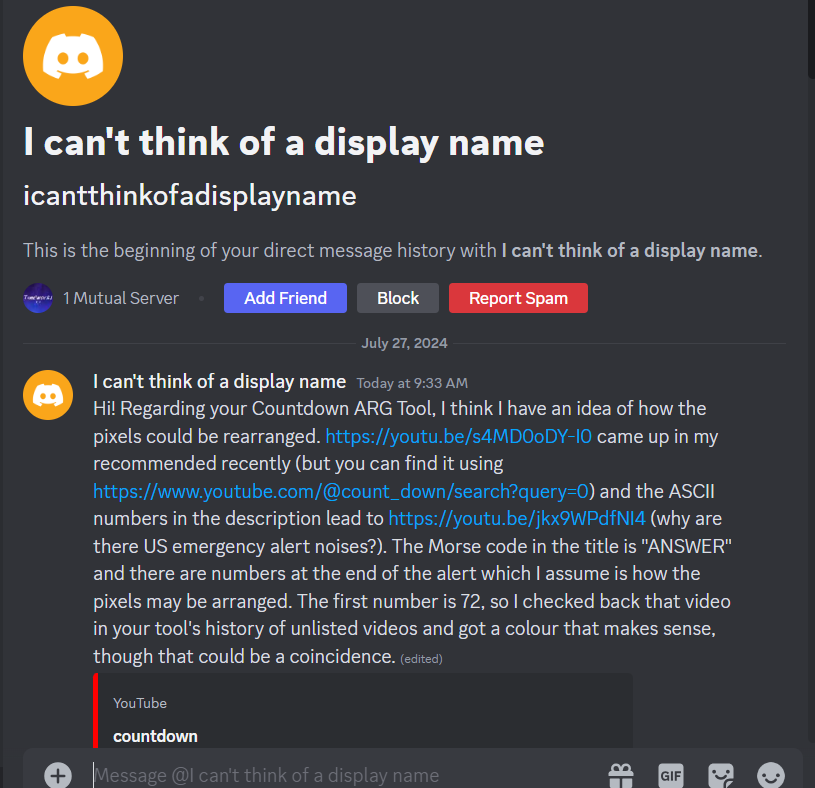 I can't think of a display name
icantthinkofadisplayname
This is the beginning of your direct message history with I can't think of a display name.
1 Mutual Server • Add Friend Block Report Spam
July 27, 2024
I can't think of a display name Today at 9:33 AM
Hi! Regarding your Countdown ARG Tool, I think I have an idea of how the
pixels could be rearranged. https://youtu.be/s4MD0oDY-I0 came up in my
recommended recently (but you can find it using
https://www.youtube.com/@count_down/search?query=0) and the ASCII
numbers in the description lead to https://youtu.be/jkx9WPdfNI4 (why are
there US emergency alert noises?). The Morse code in the title is "ANSWER"
and there are numbers at the end of the alert which I assume is how the
pixels may be arranged. The first number is 72, so I checked back that video
in your tool's history of unlisted videos and got a colour that makes sense,
though that could be a coincidence. (edited)
YouTube
countdown
Message @I can't think of a display name
GIF